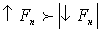 ↑ Fₙ ≻ |↓ Fₙ